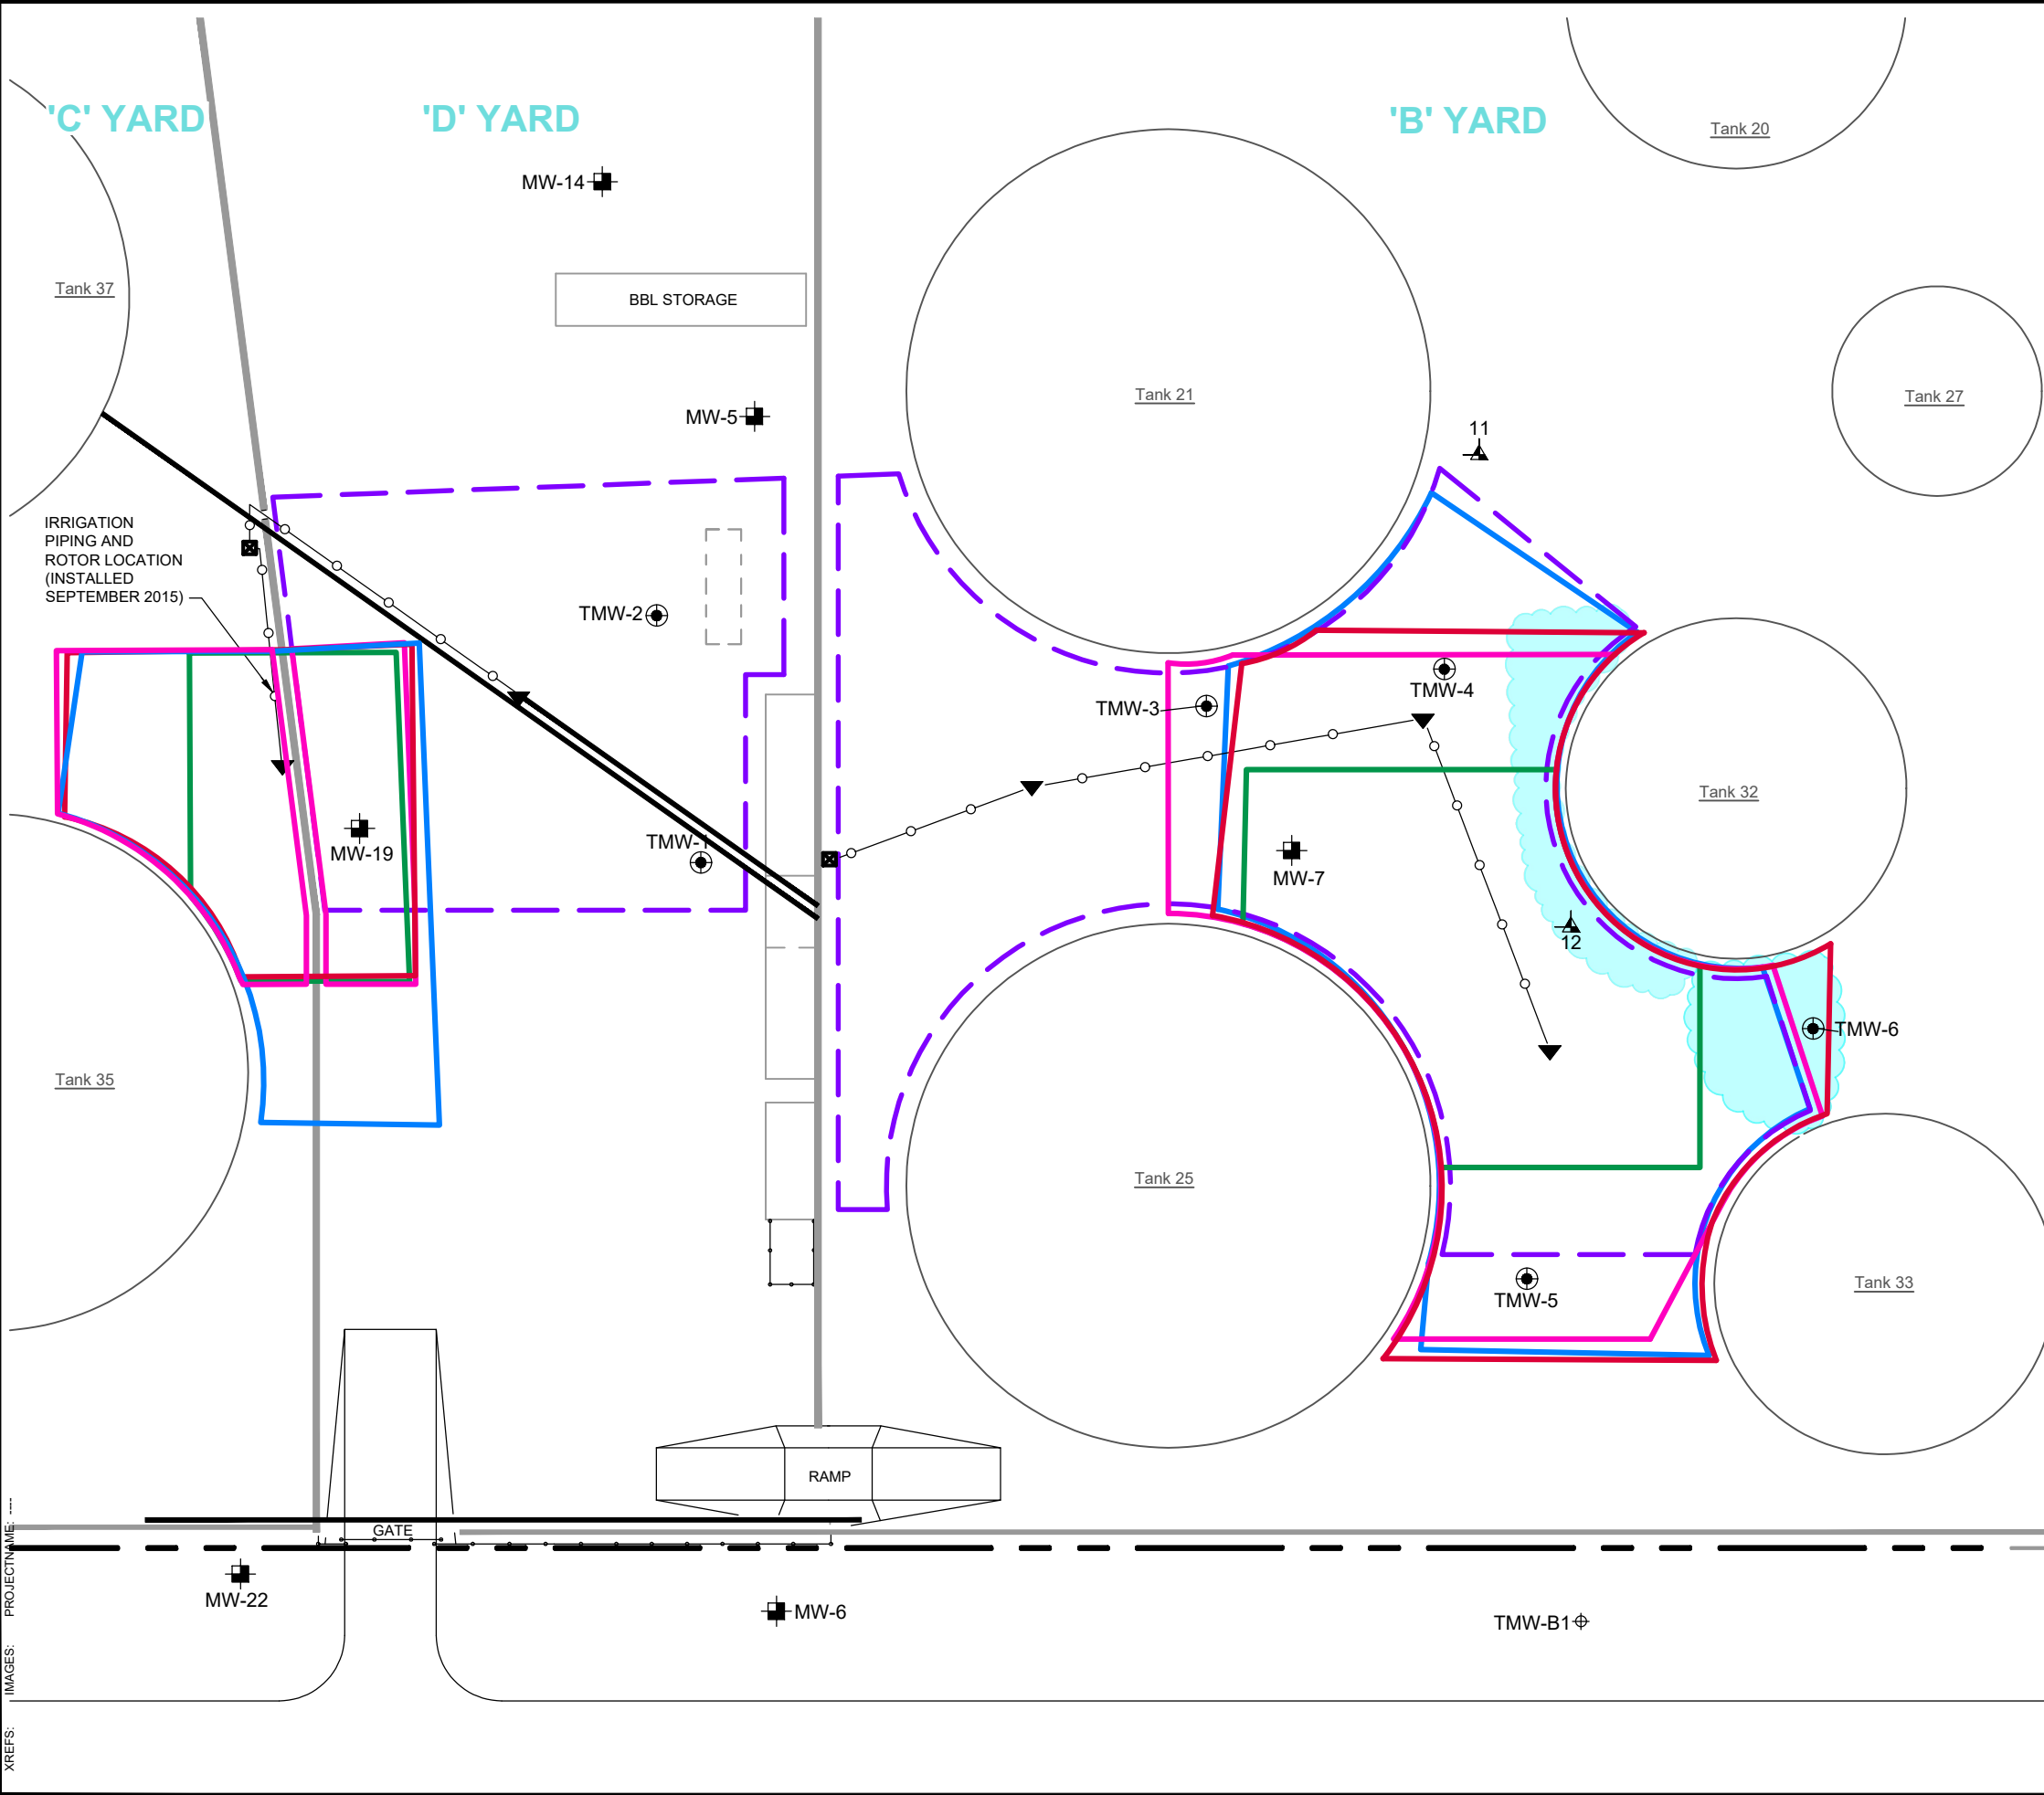 'C' YARD
'D' YARD
'B' YARD
Tank 20
MW-14
Tank 37
BBL STORAGE
Tank 21
Tank 27
MW-5
11
IRRIGATION
PIPING AND
ROTOR LOCATION
(INSTALLED
SEPTEMBER 2015)
TMW-2
TMW-4
TMW-3
Tank 32
TMW-1
MW-19
MW-7
12
TMW-6
Tank 35
Tank 25
Tank 33
TMW-5
RAMP
GATE
MW-22
MW-6
TMW-B1
XREFS: IMAGES: PROJECTNAME: ----